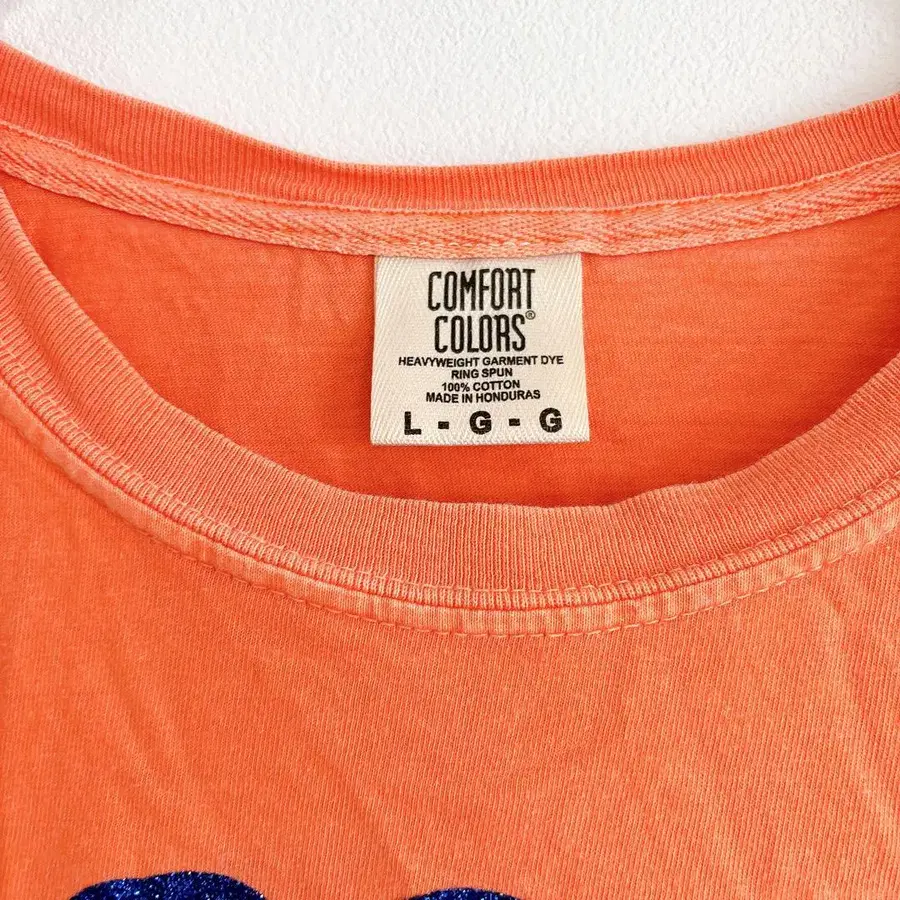 COMFORT
COLORS®
HEAVYWEIGHT GARMENT DYE
RING SPUN
100% COTTON
MADE IN HONDURAS
L - G - G